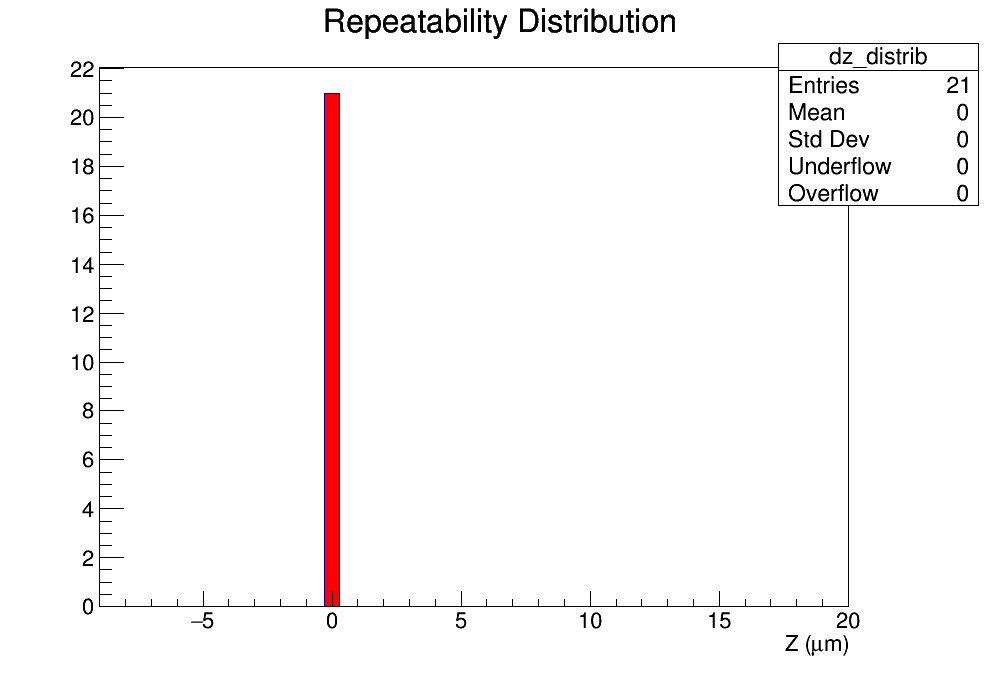 Repeatability Distribution
dz_distrib
Entries 21
Mean 0
Std Dev 0
Underflow 0
Overflow 0
22
20
18
16
14
12
10
8
6
4
2
0
−5 0 5 10 15 20
Z (μm)